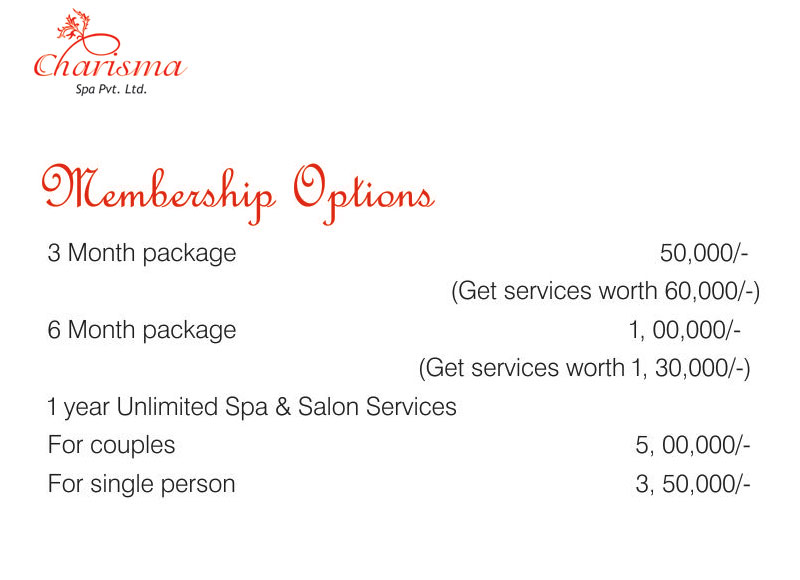 Charisma
Spa Pvt. Ltd.
Membership Options
3 Month package 50,000/-
(Get services worth 60,000/-)
6 Month package 1, 00,000/-
(Get services worth 1, 30,000/-)
1 year Unlimited Spa & Salon Services
For couples 5, 00,000/-
For single person 3, 50,000/-